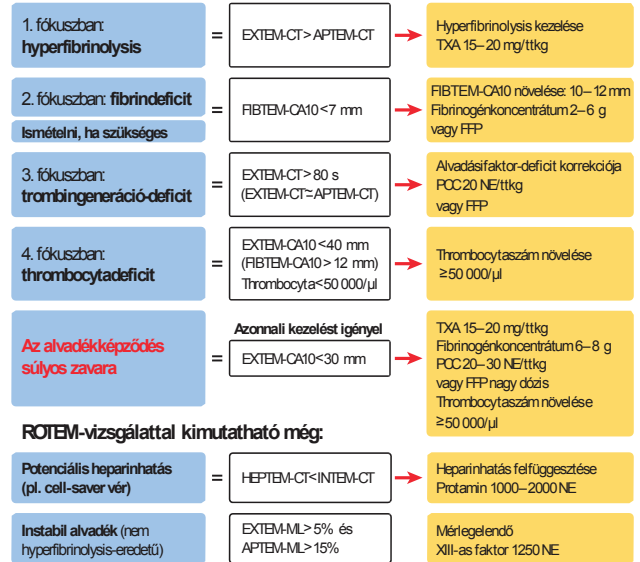 1. fókuszban:
hyperfibrinolysis
=
EXTEM-CT> APTEM-CT
Hyperfibrinolysis kezelése
TXA 15–20 mg/ttkg
2. fókuszban: fibrindeficit
Ismételni, ha szükséges
=
FIBTEM-CA10<7 mm
FIBTEM-CA10 növelése: 10–12 mm
Fibrinogénkoncentrátum 2–6 g
vagy FFP
3. fókuszban:
trombingeneráció-deficit
=
EXTEM-CT> 80 s
(EXTEM-CT≃APTEM-CT)
Alvadásifaktor-deficit korrekciója
PCC 20 NE/ttkg
vagy FFP
4. fókuszban:
thrombocytadeficit
=
EXTEM-CA10<40 mm
(FIBTEM-CA10> 12 mm)
Thrombocyta<50 000/µl
Thrombocytaszám növelése
≥50 000/µl
Az alvadékképződés
súlyos zavara
=
Azonnali kezelést igényel
EXTEM-CA10<30 mm
TXA 15–20 mg/ttkg
Fibrinogénkoncentrátum 6–8 g
PCC 20–30 NE/ttkg
vagy FFP nagy dózis
Thrombocytaszám növelése
≥50 000/µl
ROTEM-vizsgálattal kimutatható még:
Potenciális heparinhatás
(pl. cell-saver vér)
=
HEPTEM-CT<INTEM-CT
Heparinhatás felfüggesztése
Protamin 1000–2000 NE
Instabil alvadék (nem
hyperfibrinolysis-eredetű)
=
EXTEM-ML> 5% és
APTEM-ML> 15%
Mérlegelendő
XIII-as faktor 1250 NE